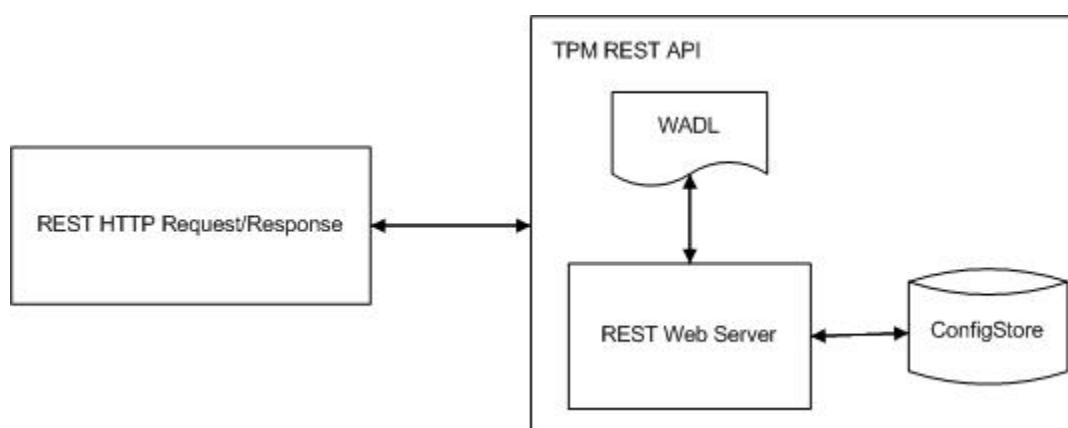 TPM REST API
WADL
REST HTTP Request/Response
REST Web Server
ConfigStore